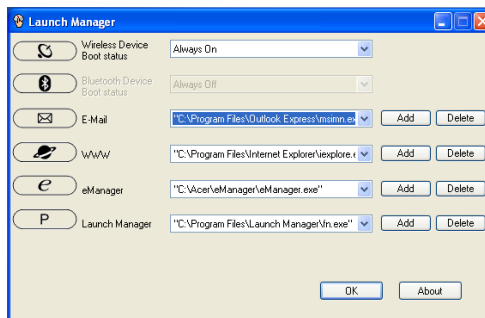 Launch Manager
Wireless Device
Boot status
Always On
Bluetooth Device
Boot status
Always Off
E-Mail
"C:\Program Files\Outlook Express\msimn.ex
Add
Delete
WWW
"C:\Program Files\Internet Explorer\iexplore.e
Add
Delete
e
eManager
"C:\Acer\eManager\eManager.exe"
Add
Delete
P
Launch Manager
"C:\Program Files\Launch Manager\fn.exe"
Add
Delete
OK
About